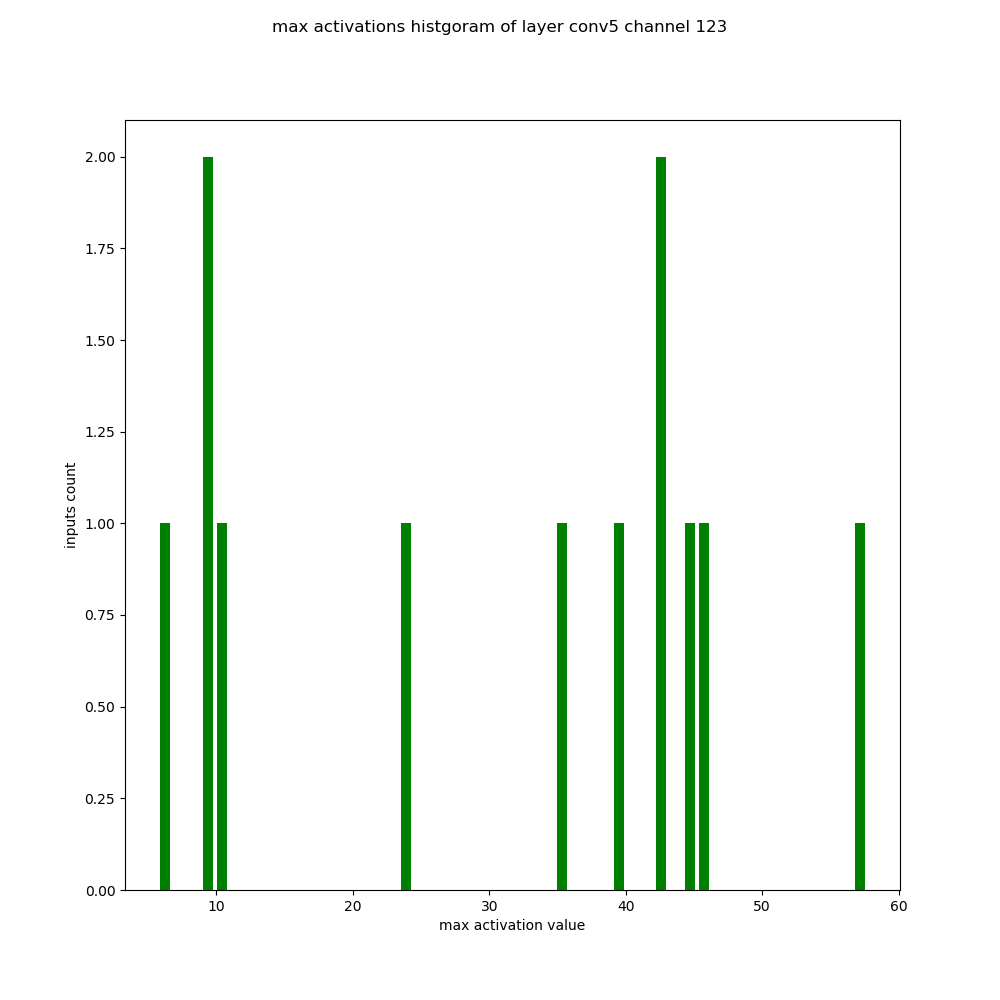 max activations histgoram of layer conv5 channel 123
2.00
1.75
1.50
1.25
1.00
0.75
0.50
0.25
0.00
inputs count
10 20 30 40 50 60
max activation value